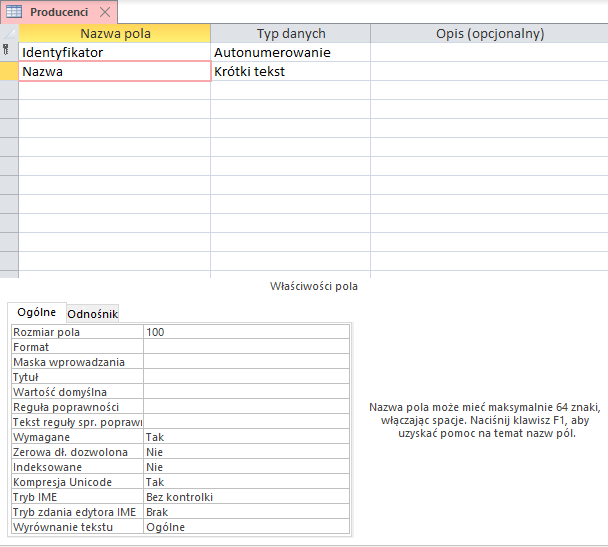 Producenci
Nazwa pola Typ danych Opis (opcjonalny)
Identyfikator Autonumerowanie
Nazwa Krótki tekst
Właściwości pola
Ogólne Odnośnik
Rozmiar pola 100
Format
Maska wprowadzania
Tytuł
Wartość domyślna
Reguła poprawności
Tekst reguły spr. poprawn
Wymagane Tak
Zerowa dł. dozwolona Nie
Indeksowane Nie
Kompresja Unicode Tak
Tryb IME Bez kontrolki
Tryb zdania edytora IME Brak
Wyrównanie tekstu Ogólne
Nazwa pola może mieć maksymalnie 64 znaki,
włączając spacje. Naciśnij klawisz F1, aby
uzyskać pomoc na temat nazw pól.